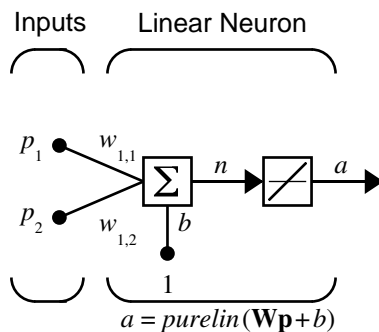 Inputs Linear Neuron
p1 w1,1
Σ n a
p2 w1,2 b
1
a = purelin (Wp + b)